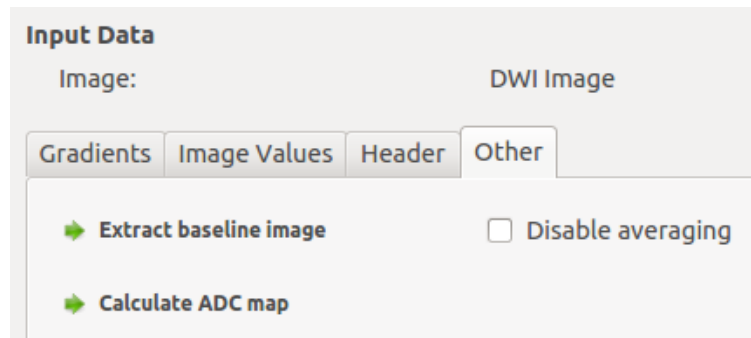 Input Data
Image: DWI Image
Gradients Image Values Header Other
Extract baseline image Disable averaging
Calculate ADC map